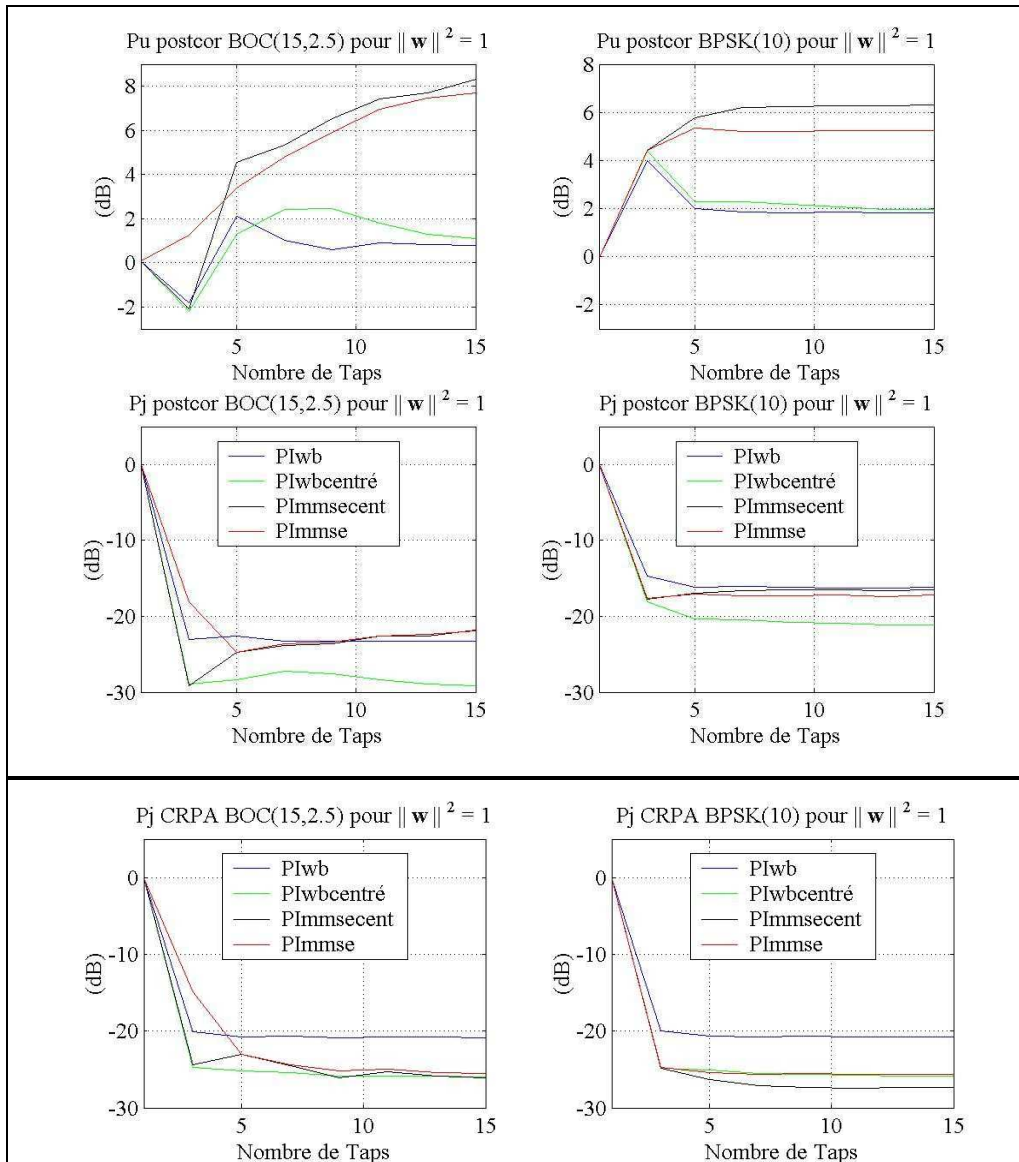 Pu postcor BOC(15,2.5) pour || w || ² = 1
8
6
4
2
0
-2
(dB)
5
10
15
Nombre de Taps
Pu postcor BPSK(10) pour || w || ² = 1
8
6
4
2
0
-2
(dB)
5
10
15
Nombre de Taps
Pj postcor BOC(15,2.5) pour || w || ² = 1
0
-10
-20
-30
(dB)
PIwb
PIwbcentré
PImmsecent
PImmse
5
10
15
Nombre de Taps
Pj postcor BPSK(10) pour || w || ² = 1
0
-10
-20
-30
(dB)
PIwb
PIwbcentré
PImmsecent
PImmse
5
10
15
Nombre de Taps
Pj CRPA BOC(15,2.5) pour || w || ² = 1
0
-10
-20
-30
(dB)
PIwb
PIwbcentré
PImmsecent
PImmse
5
10
15
Nombre de Taps
Pj CRPA BPSK(10) pour || w || ² = 1
0
-10
-20
-30
(dB)
PIwb
PIwbcentré
PImmsecent
PImmse
5
10
15
Nombre de Taps